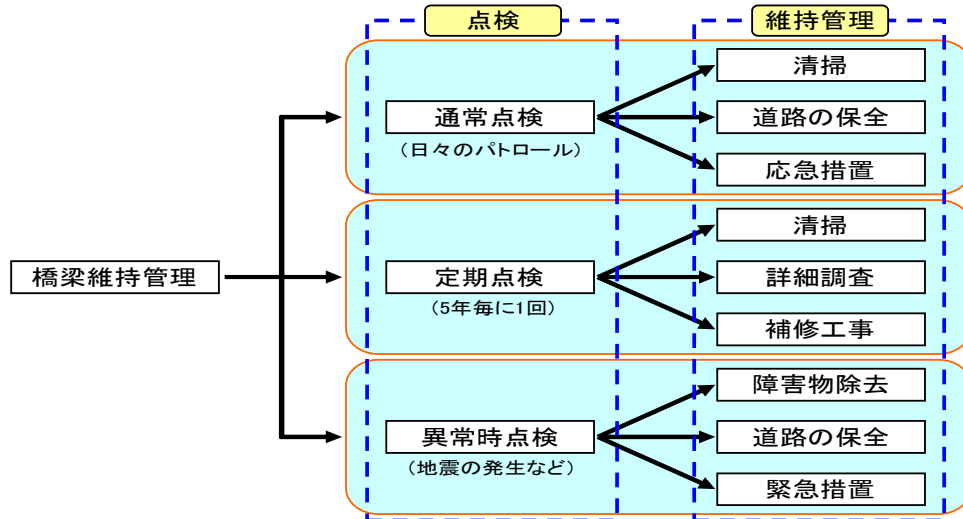 点検
維持管理
清掃
通常点検
道路の保全
（日々のパトロール）
応急措置
清掃
橋梁維持管理
定期点検
詳細調査
（5年毎に1回）
補修工事
障害物除去
異常時点検
道路の保全
（地震の発生など）
緊急措置